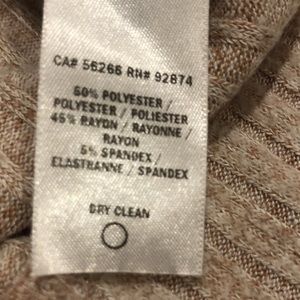 CA# 56266 RN# 92874
50% POLYESTER /
POLYESTER / POLIESTER
45% RAYON / RAYONNE /
RAYON
5% SPANDEX /
ELASTHANNE / SPANDEX
DRY CLEAN